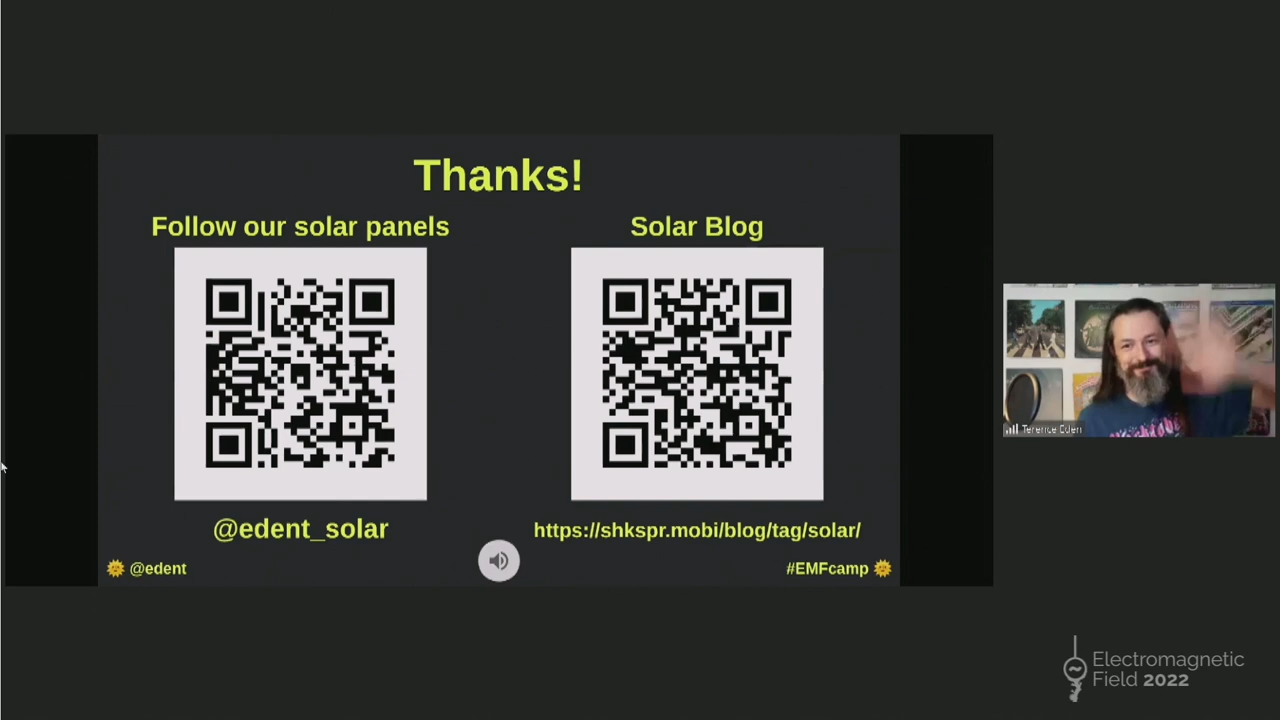 Thanks!
Follow our solar panels
Solar Blog
@edent_solar
https://shkspr.mobi/blog/tag/solar/
@edent
#EMFcamp
Terence Eden
Electromagnetic
Field 2022